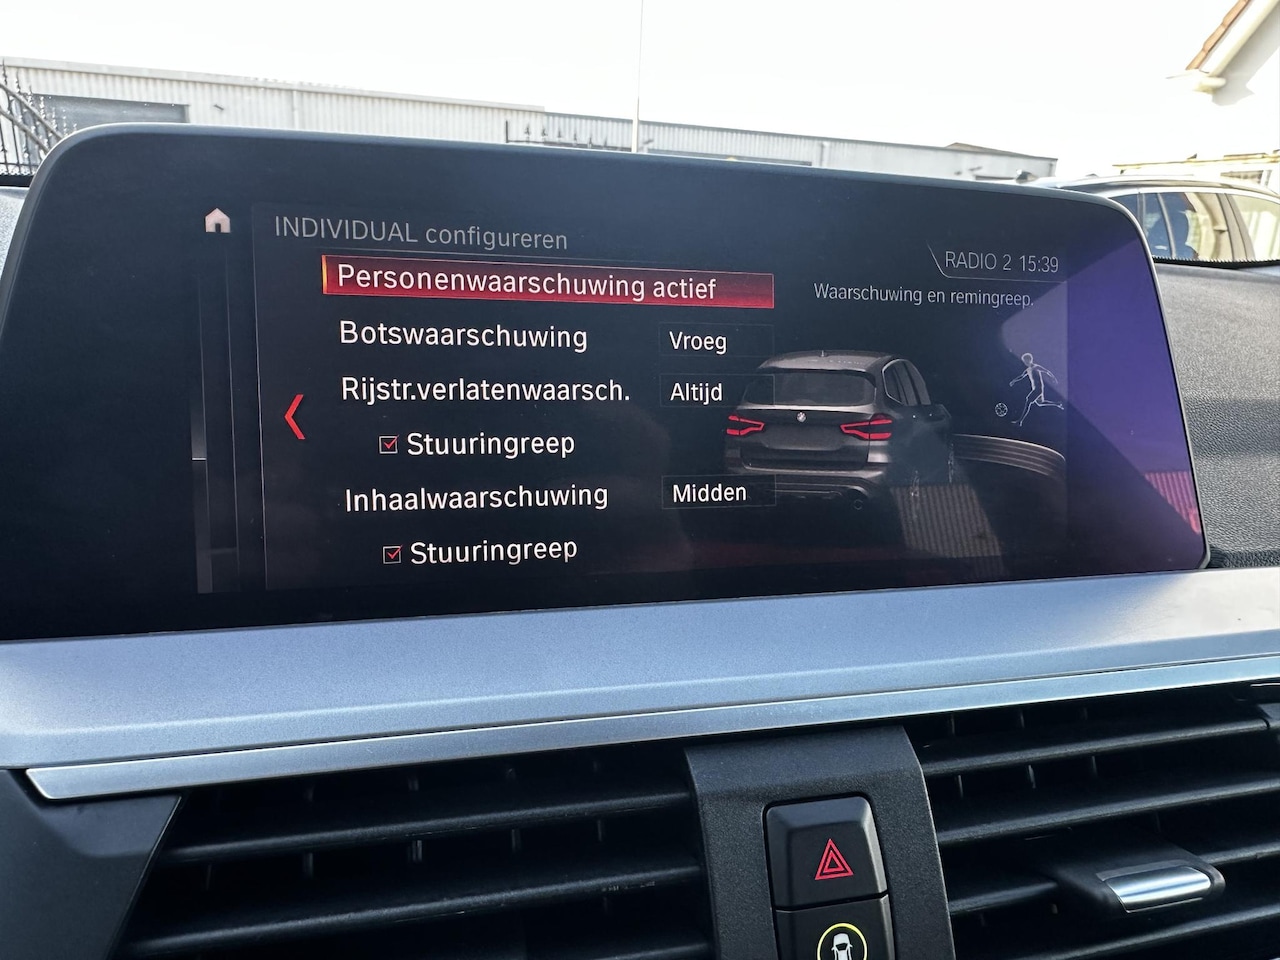 INDIVIDUAL configureren
RADIO 2 15:39
Personenwaarschuwing actief
Waarschuwing en remingreep.
Botswaarschuwing Vroeg
Rijstr.verlatenwaarsch. Altijd
Stuuringreep
Inhaalwaarschuwing Midden
Stuuringreep